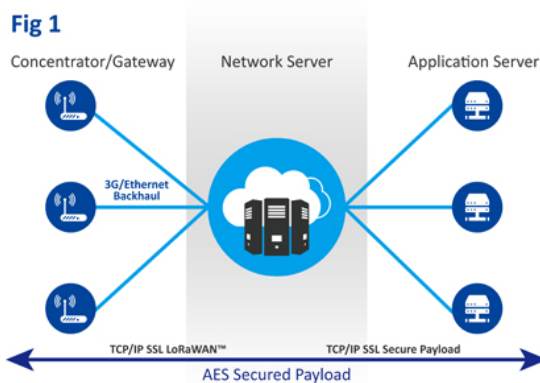 Fig 1
Concentrator/Gateway
Network Server
Application Server
3G/Ethernet
Backhaul
TCP/IP SSL LoRaWAN™
TCP/IP SSL Secure Payload
AES Secured Payload